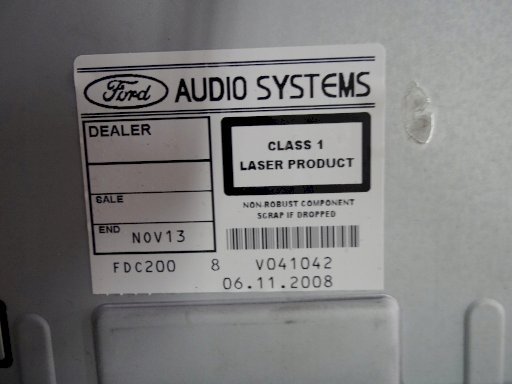 Ford AUDIO SYSTEMS
DEALER
CLASS 1
LASER PRODUCT
SALE
NON-ROBUST COMPONENT
SCRAP IF DROPPED
END NOV13
FDC200 8 V041042
06.11.2008